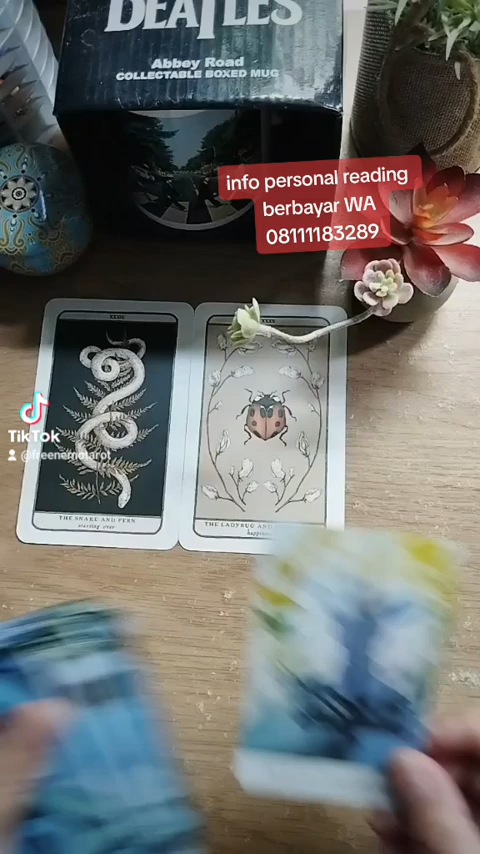 BEATLES
Abbey Road
COLLECTABLE BOXED MUG
info personal reading
berbayar WA
08111183289
TikTok
@freenemotarot
THE SNAKE AND FERN
starting over
THE LADYBUG AND